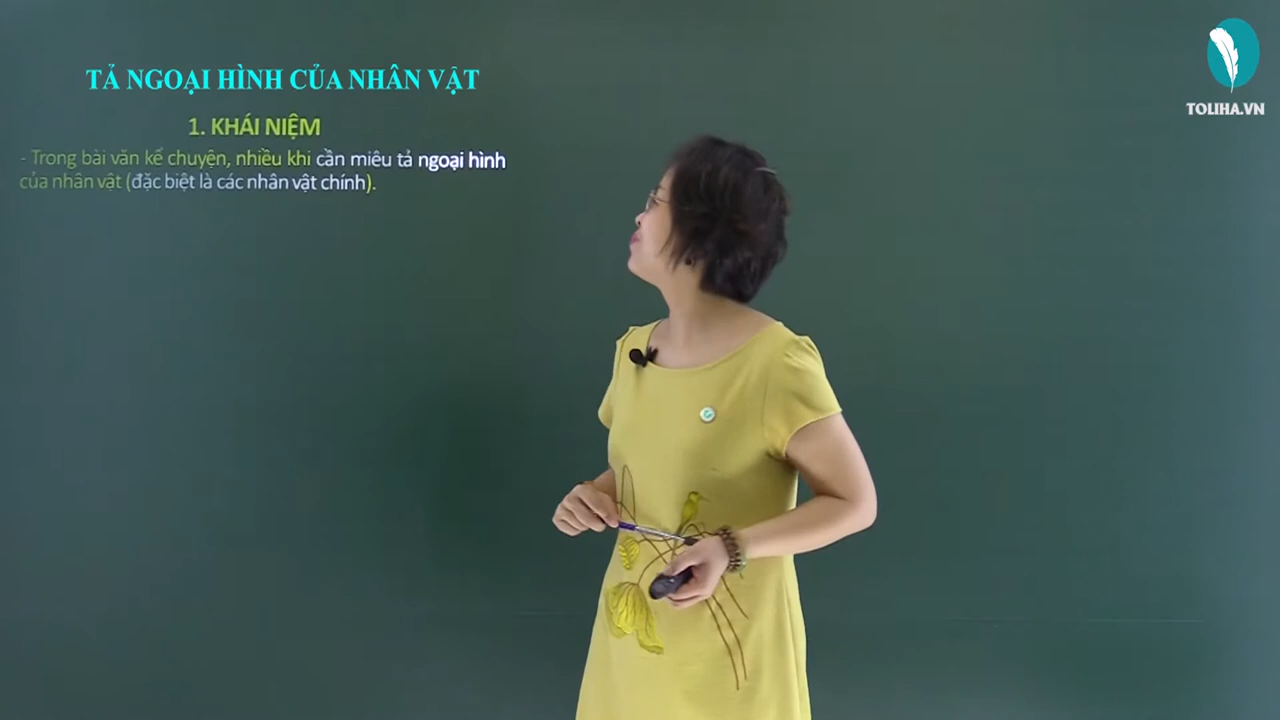 TẢ NGOẠI HÌNH CỦA NHÂN VẬT
1. KHÁI NIỆM
- Trong bài văn kể chuyện, nhiều khi cần miêu tả ngoại hình
của nhân vật (đặc biệt là các nhân vật chính).
TOLIHA.VN